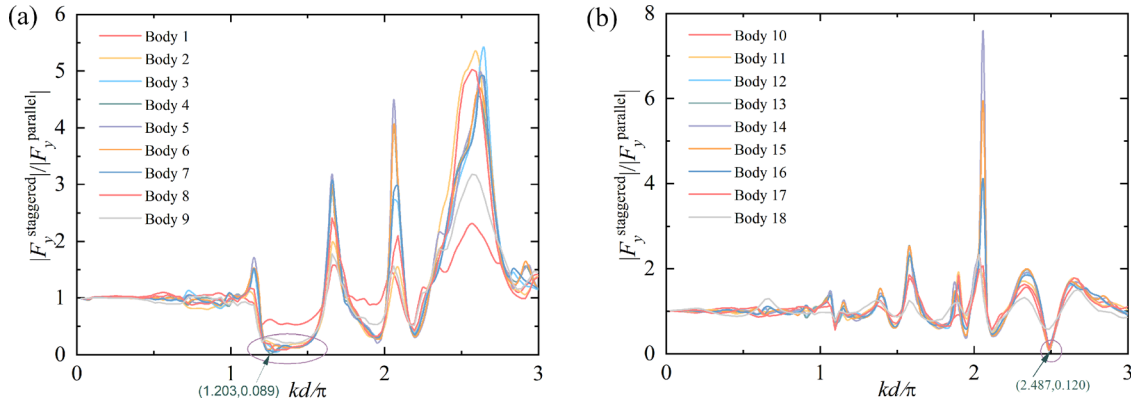 (a)
|F_y^staggered|/|F_y^parallel|
6
5
4
3
2
1
0
Body 1
Body 2
Body 3
Body 4
Body 5
Body 6
Body 7
Body 8
Body 9
0
1
2
3
(1.203,0.089)
kd/π
(b)
|F_y^staggered|/|F_y^parallel|
8
6
4
2
0
Body 10
Body 11
Body 12
Body 13
Body 14
Body 15
Body 16
Body 17
Body 18
0
1
2
3
kd/π
(2.487,0.120)